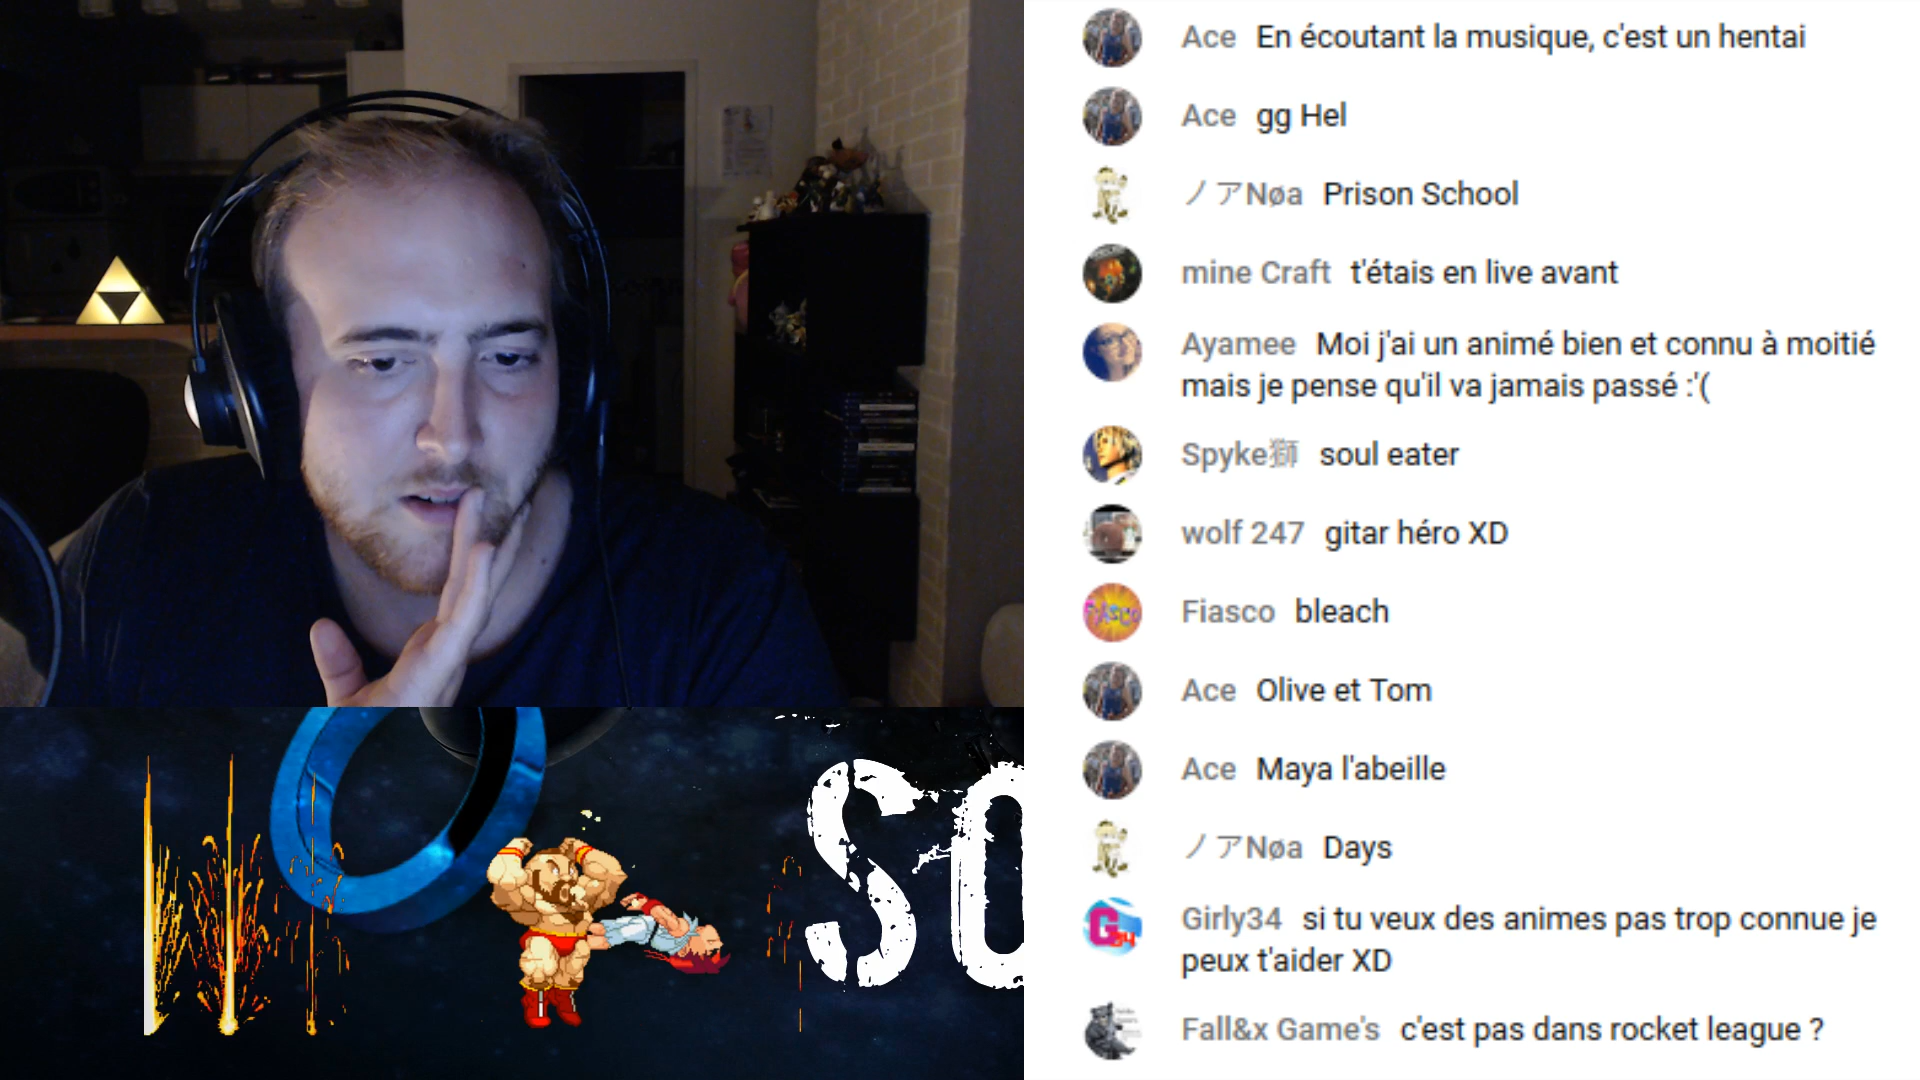 Ace En écoutant la musique, c'est un hentai
Ace gg Hel
ノアNøa Prison School
mine Craft t'étais en live avant
Ayamee Moi j'ai un animé bien et connu à moitié
mais je pense qu'il va jamais passé :'(
Spyke獅 soul eater
wolf 247 gitar héro XD
Fiasco bleach
Ace Olive et Tom
Ace Maya l'abeille
ノアNøa Days
Girly34 si tu veux des animes pas trop connue je
peux t'aider XD
Fall&x Game's c'est pas dans rocket league ?
SO